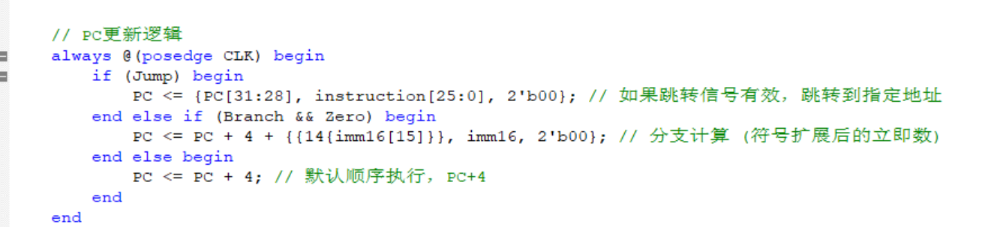 // PC更新逻辑
always @(posedge CLK) begin
    if (Jump) begin
        PC <= {PC[31:28], instruction[25:0], 2'b00}; // 如果跳转信号有效，跳转到指定地址
    end else if (Branch && Zero) begin
        PC <= PC + 4 + {{14{imm16[15]}}, imm16, 2'b00}; // 分支计算 (符号扩展后的立即数)
    end else begin
        PC <= PC + 4; // 默认顺序执行，PC+4
    end
end